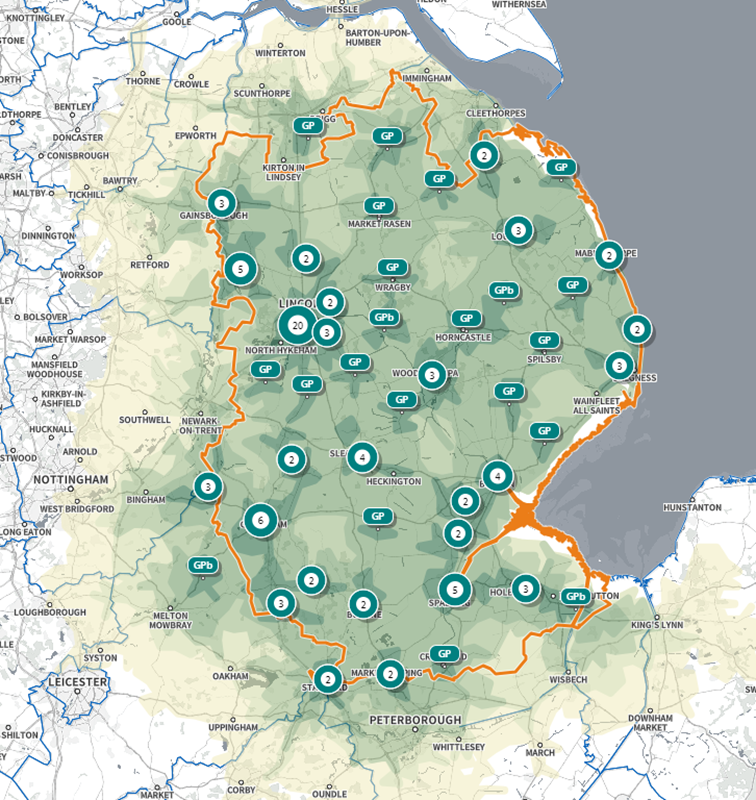 WITHERNSEA
HESSLE
KNOTTINGLEY
GOOLE
BARTON-UPON-
HUMBER
WINTERTON
THORNE
CROWLE
SCUNTHORPE
IMMINGHAM
BENTLEY
DONCASTER
CONISBROUGH
EPWORTH
CLEETHORPES
GP
GP
2
KIRTON IN
LINDSEY
GP
GP
BAWTRY
TICKHILL
MALTBY
3
GAINSBOROUGH
GP
MARKET RASEN
3
DINNINGTON
RETFORD
WORKSOP
5
2
GP
WRAGBY
2
GP
GPb
BOLSOVER
MARKET WARSOP
2
20
3
GPb
GP
HORNCASTLE
2
NORTH HYKEHAM
GP
SPILSBY
MANSFIELD
WOODHOUSE
GP
GP
GP
3
3
KIRKBY-IN-
ASHFIELD
GP
GP
WAINFLEET
ALL SAINTS
SOUTHWELL
NEWARK
ON-TRENT
HUCKNALL
ARNOLD
GP
2
4
HECKINGTON
4
NOTTINGHAM
BINGHAM
3
WEST BRIDGFORD
2
HUNSTANTON
6
GP
2
LONG EATON
GPb
2
5
3
GPb
3
2
LOUGHBOROUGH
MELTON
MOWBRAY
KING'S LYNN
SYSTON
GP
OAKHAM
2
2
WISBECH
LEICESTER
UPPINGHAM
PETERBOROUGH
DOWNHAM
MARKET
SHILTON
WHITTLESEY
MARCH
CORBY
MARKET
OUNDLE